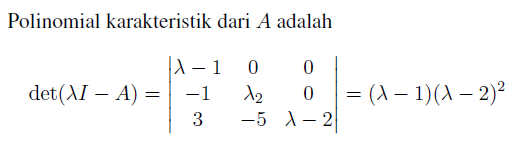 Polinomial karakteristik dari A adalah
det(λI − A) = |λ − 1 0 0; −1 λ₂ 0; 3 −5 λ − 2| = (λ − 1)(λ − 2)²